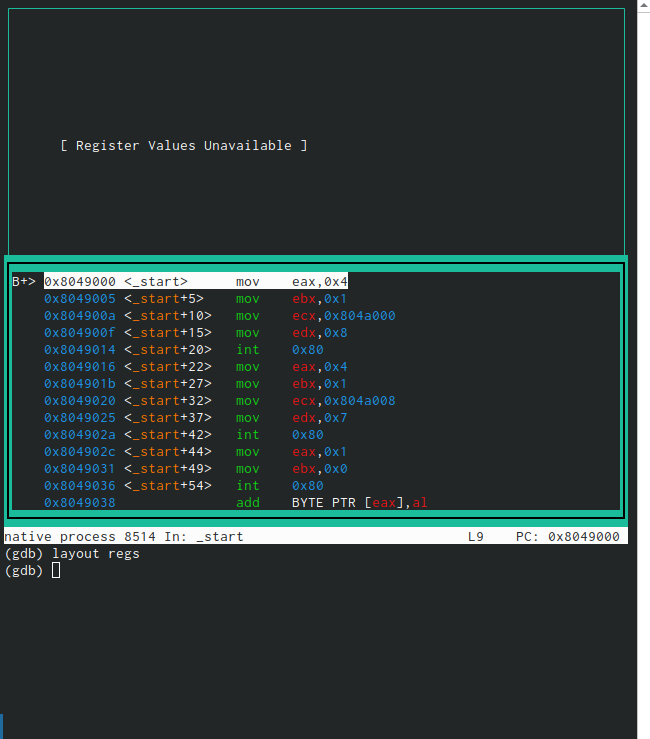 [ Register Values Unavailable ]
B+> 0x8049000 <_start> mov eax,0x4
0x8049005 <_start+5> mov ebx,0x1
0x804900a <_start+10> mov ecx,0x804a000
0x804900f <_start+15> mov edx,0x8
0x8049014 <_start+20> int 0x80
0x8049016 <_start+22> mov eax,0x4
0x804901b <_start+27> mov ebx,0x1
0x8049020 <_start+32> mov ecx,0x804a008
0x8049025 <_start+37> mov edx,0x7
0x804902a <_start+42> int 0x80
0x804902c <_start+44> mov eax,0x1
0x8049031 <_start+49> mov ebx,0x0
0x8049036 <_start+54> int 0x80
0x8049038 add BYTE PTR [eax],al
native process 8514 In: _start L9 PC: 0x8049000
(gdb) layout regs
(gdb)